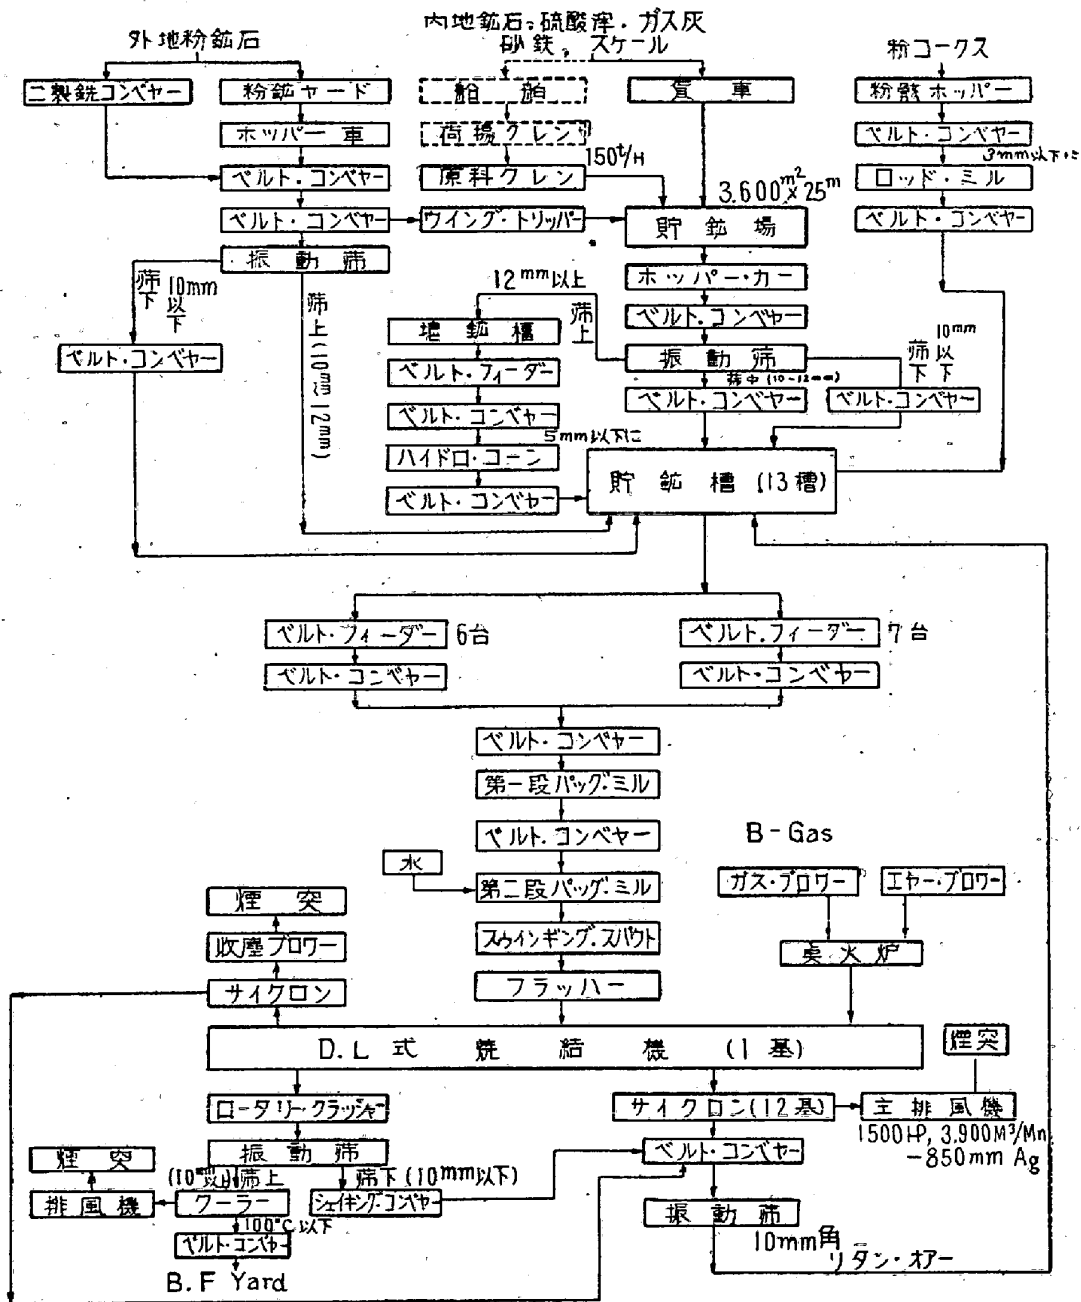 外地粉鉱石
内地鉱石:硫酸滓・ガス灰
砂鉄,スケール
粉コークス
二製銑コンベヤー
粉鉱ヤード
船舶
貨車
粉骸ホッパー
ホッパー車
荷揚クレン
ベルト・コンベヤー
150t/H
3mm以下に
ベルト・コンベヤー
原料クレン
ロッド・ミル
3.600m²×25m
ベルト・コンベヤー
ウイング・トリッパー
貯鉱場
ベルト・コンベヤー
振動篩
ホッパー・カー
12mm以上
篩下
10mm以下
篩上(10mm〜12mm)
篩上
ベルト・コンベヤー
塊鉱槽
振動篩
篩下
10mm以下
ベルト・コンベヤー
ベルト・フィーダー
篩中(10-12mm)
ベルト・コンベヤー
ベルト・コンベヤー
ベルト・コンベヤー
5mm以下に
ハイドロ・コーン
貯鉱槽(13槽)
ベルト・コンベヤー
ベルト・フィーダー 6台
ベルト・フィーダー 7台
ベルト・コンベヤー
ベルト・コンベヤー
ベルト・コンベヤー
第一段パッグ・ミル
ベルト・コンベヤー
B-Gas
水
第二段パッグ・ミル
ガス・ブロワー
エヤー・ブロワー
煙突
収塵ブロワー
スウインギング・スパウト
点火炉
サイクロン
フラッハー
D.L式焼結機(1基)
煙突
ロータリークラッシャー
サイクロン(12基)
主排風機
1500HP, 3,900M³/Mn
-850mm Ag
振動篩
ベルト・コンベヤー
煙突
(10mm以上)篩上
篩下(10mm以下)
排風機
クーラー
シェイキング・コンベヤー
振動篩
100°C以下
10mm角
ベルト・コンベヤー
リタン・オアー
B.F Yard